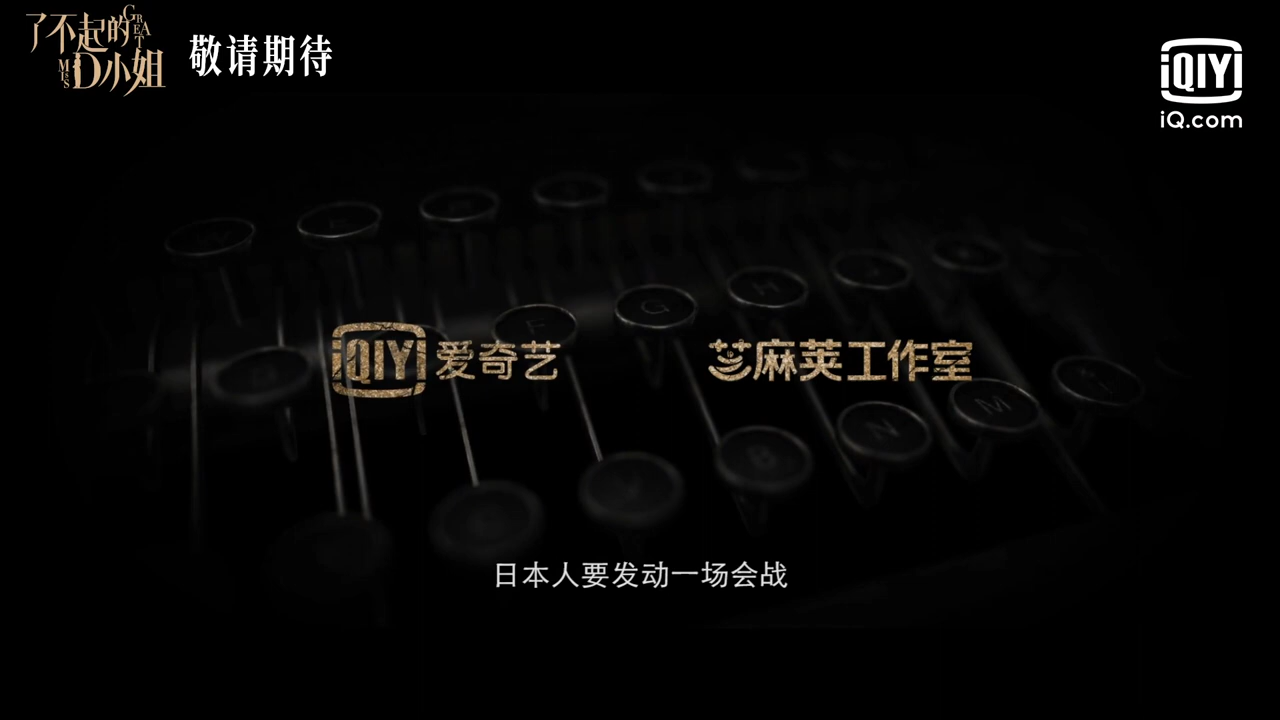 了不起的
GREAT
MISS
D小姐
敬请期待
iQIYI
iQ.com
iQIYI 爱奇艺
芝麻荚工作室
F
G
H
J
B
N
M
日本人要发动一场会战